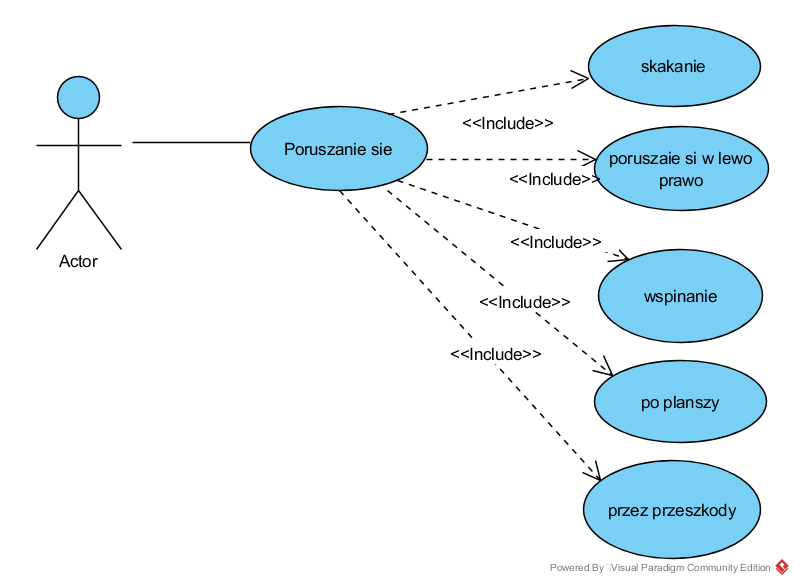 skakanie
<<Include>>
Poruszanie sie
poruszaie si w lewo
prawo
<<Include>>
<<Include>>
Actor
wspinanie
<<Include>>
<<Include>>
po planszy
przez przeszkody
Powered By Visual Paradigm Community Edition